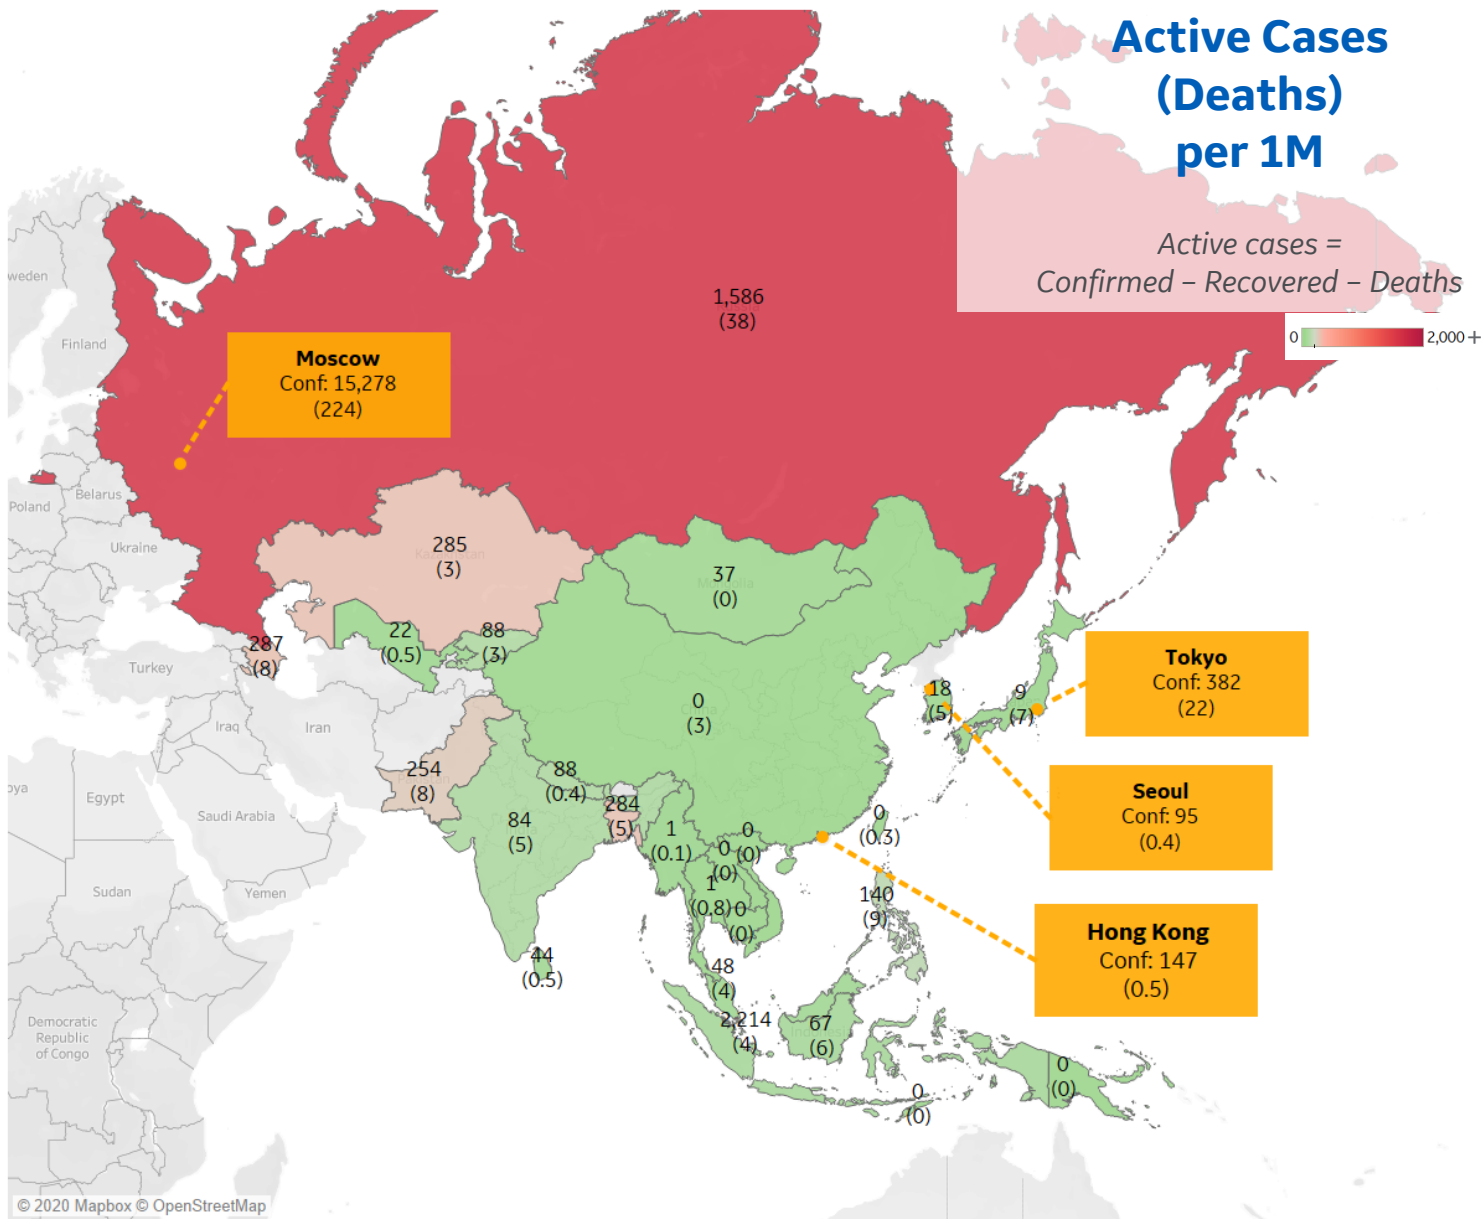 Active Cases
(Deaths)
per 1M
Active cases =
Confirmed – Recovered – Deaths
0
2,000 +
1,586
(38)
weden
Finland
Moscow
Conf: 15,278
(224)
Belarus
Poland
Ukraine
285
(3)
Kazakhstan
37
(0)
Mongolia
22
(0.5)
88
(3)
287
(8)
Turkey
Tokyo
Conf: 382
(22)
18
(5)
9
(7)
0
(3)
China
Iraq
Iran
254
(8)
88
(0.4)
Seoul
Conf: 95
(0.4)
oya
Egypt
Saudi Arabia
84
(5)
284
(5)
1
(0.1)
0
(0)
0
(0)
0
(0.3)
1
(0.8)
0
(0)
140
(9)
Sudan
Yemen
Hong Kong
Conf: 147
(0.5)
44
(0.5)
48
(4)
2,214
(4)
67
(6)
Indonesia
Democratic
Republic
of Congo
0
(0)
0
(0)
© 2020 Mapbox © OpenStreetMap